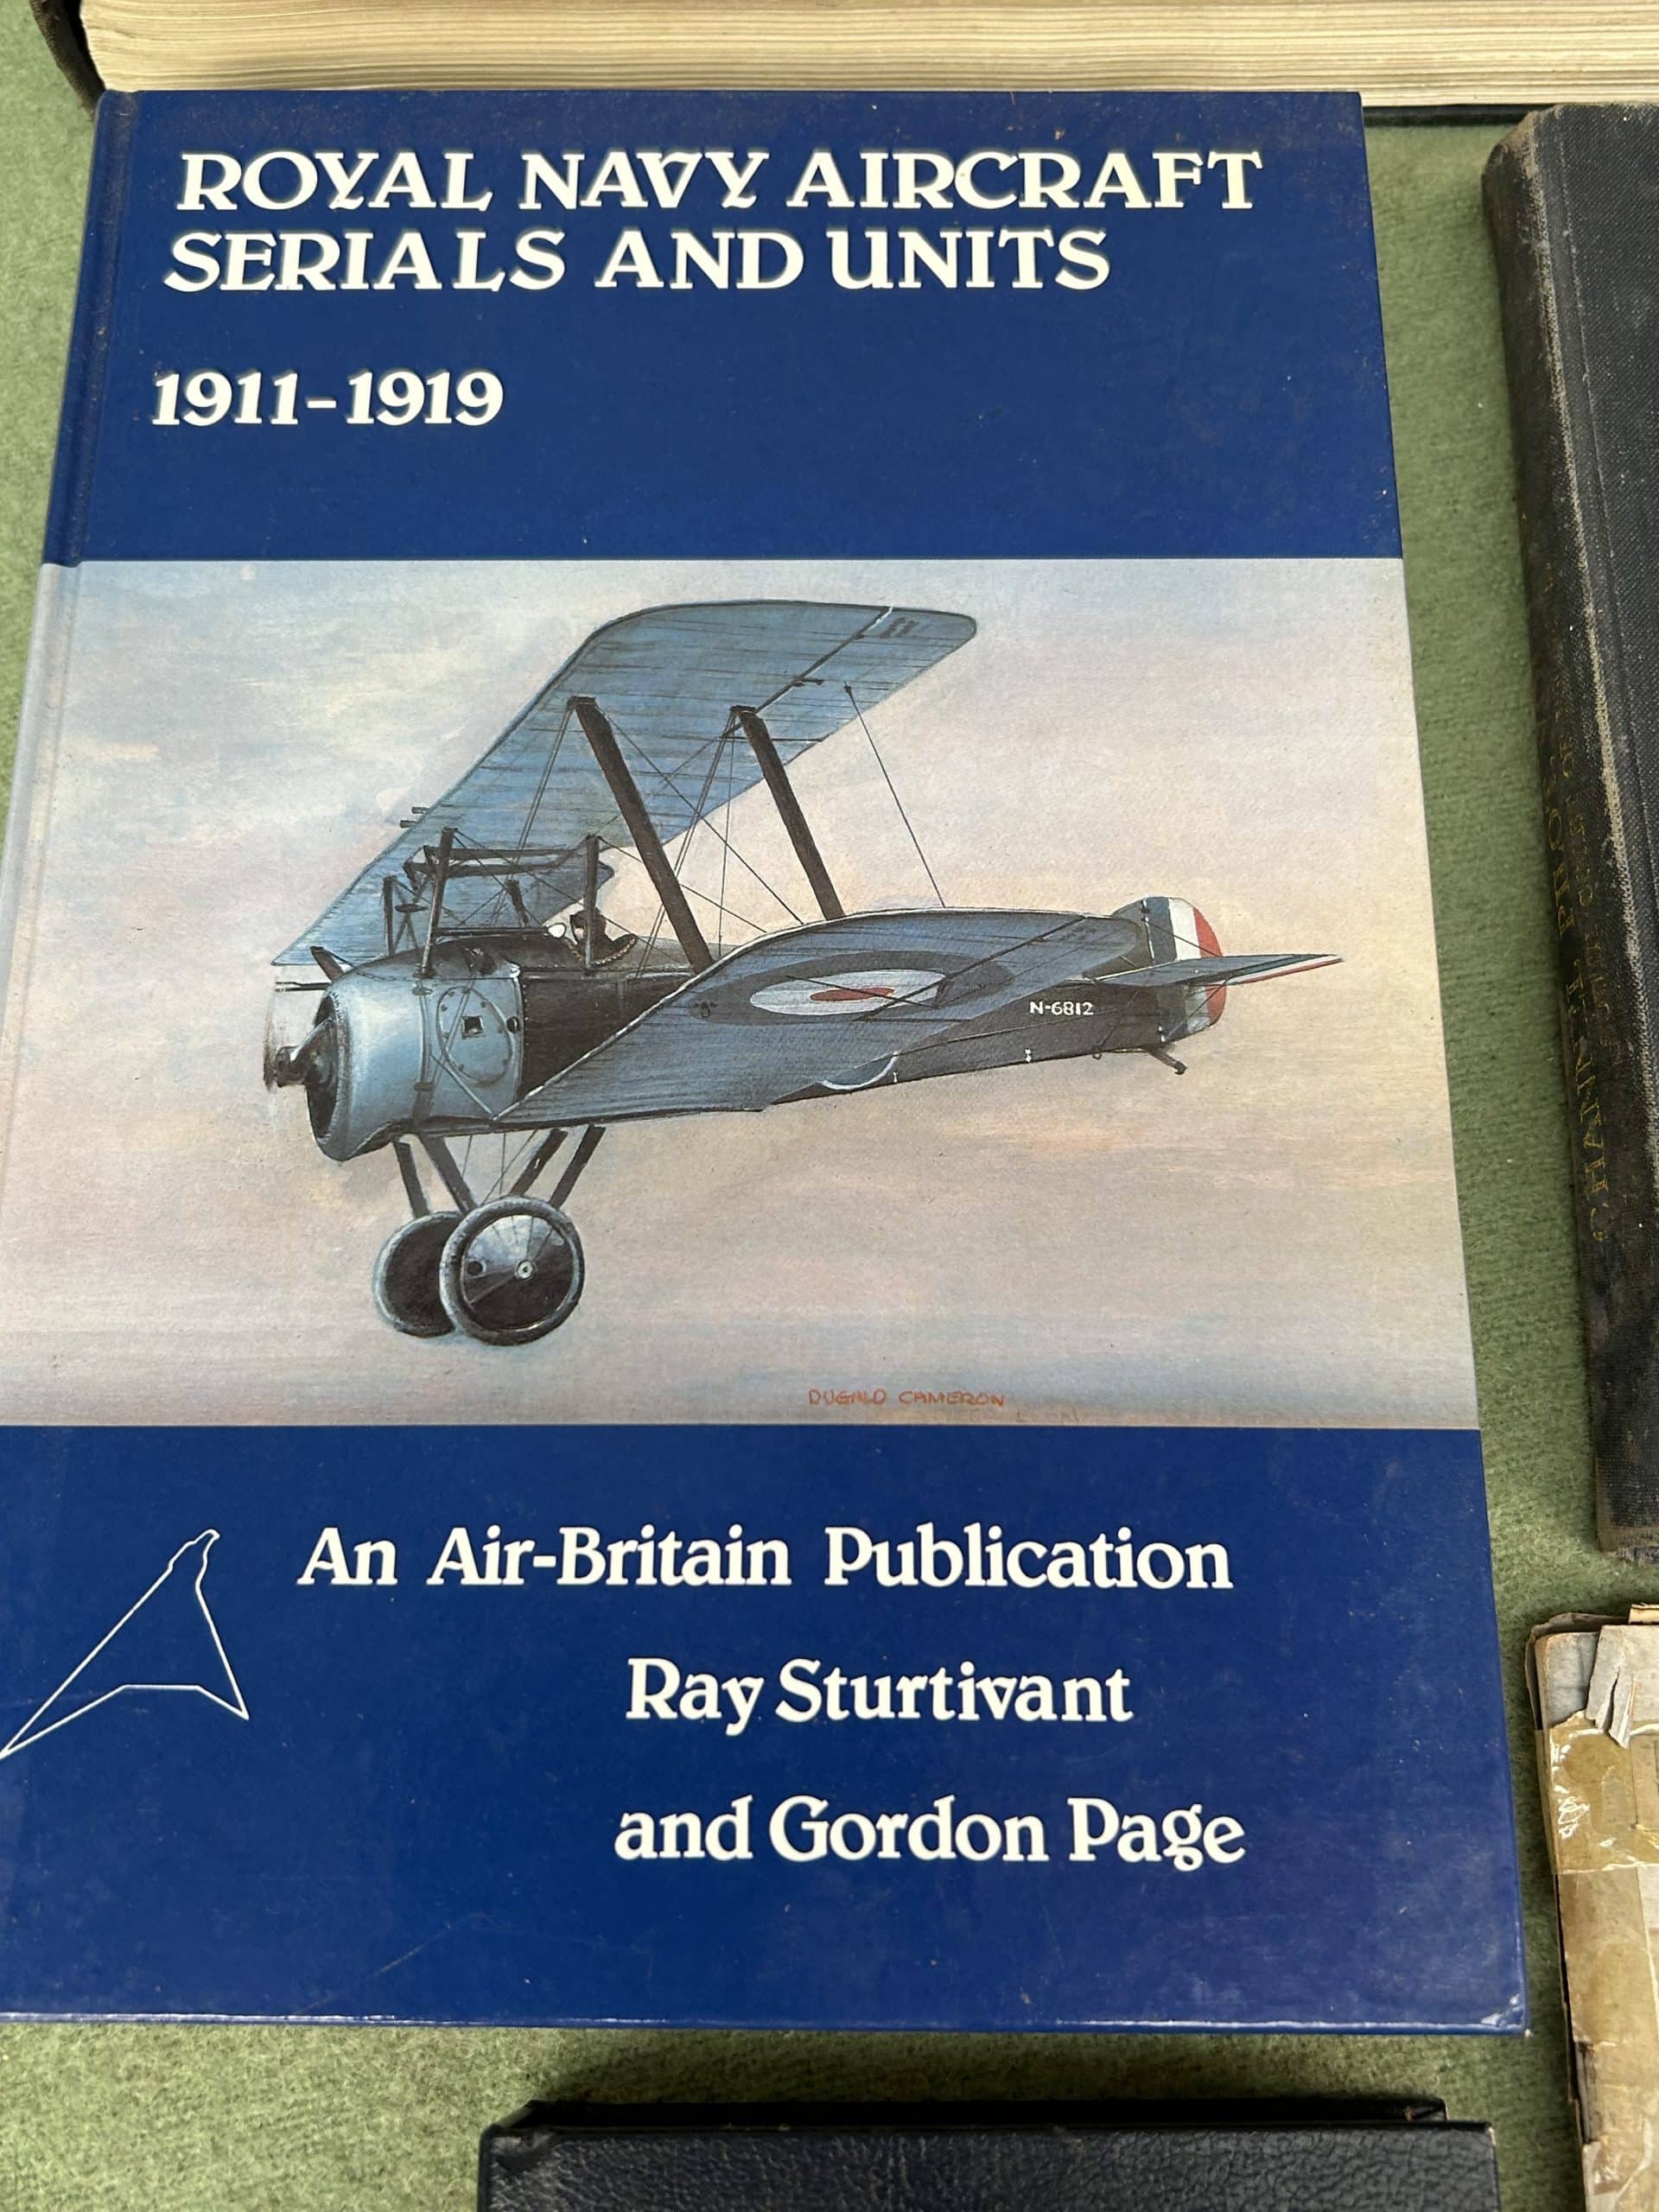 ROYAL NAVY AIRCRAFT
SERIALS AND UNITS
1911-1919
N-6812
DUGALD CAMERON
An Air-Britain Publication
Ray Sturtivant
and Gordon Page